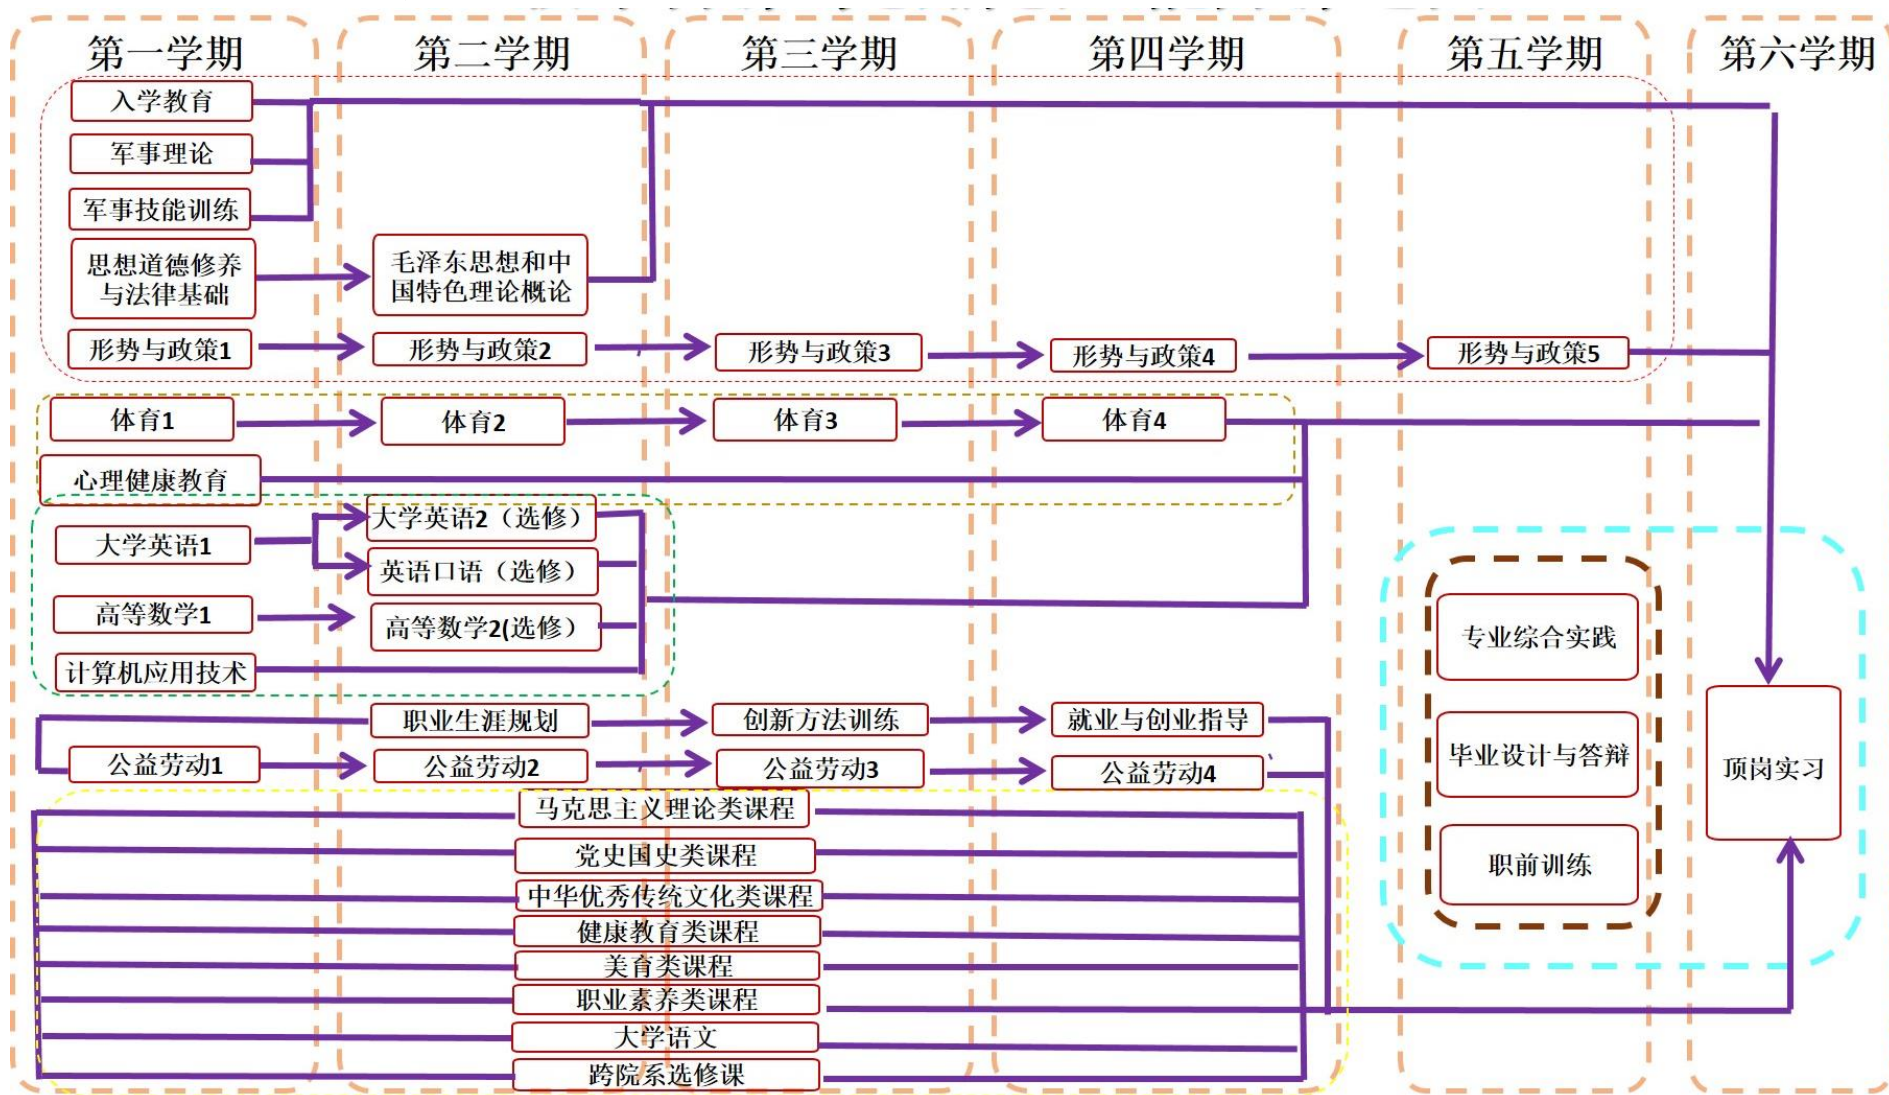 第一学期
第二学期
第三学期
第四学期
第五学期
第六学期
入学教育
军事理论
军事技能训练
思想道德修养
与法律基础
毛泽东思想和中
国特色理论概论
形势与政策1
形势与政策2
形势与政策3
形势与政策4
形势与政策5
体育1
体育2
体育3
体育4
心理健康教育
大学英语1
大学英语2（选修）
英语口语（选修）
高等数学1
高等数学2(选修）
计算机应用技术
职业生涯规划
创新方法训练
就业与创业指导
公益劳动1
公益劳动2
公益劳动3
公益劳动4
马克思主义理论类课程
党史国史类课程
中华优秀传统文化类课程
健康教育类课程
美育类课程
职业素养类课程
大学语文
跨院系选修课
专业综合实践
毕业设计与答辩
职前训练
顶岗实习